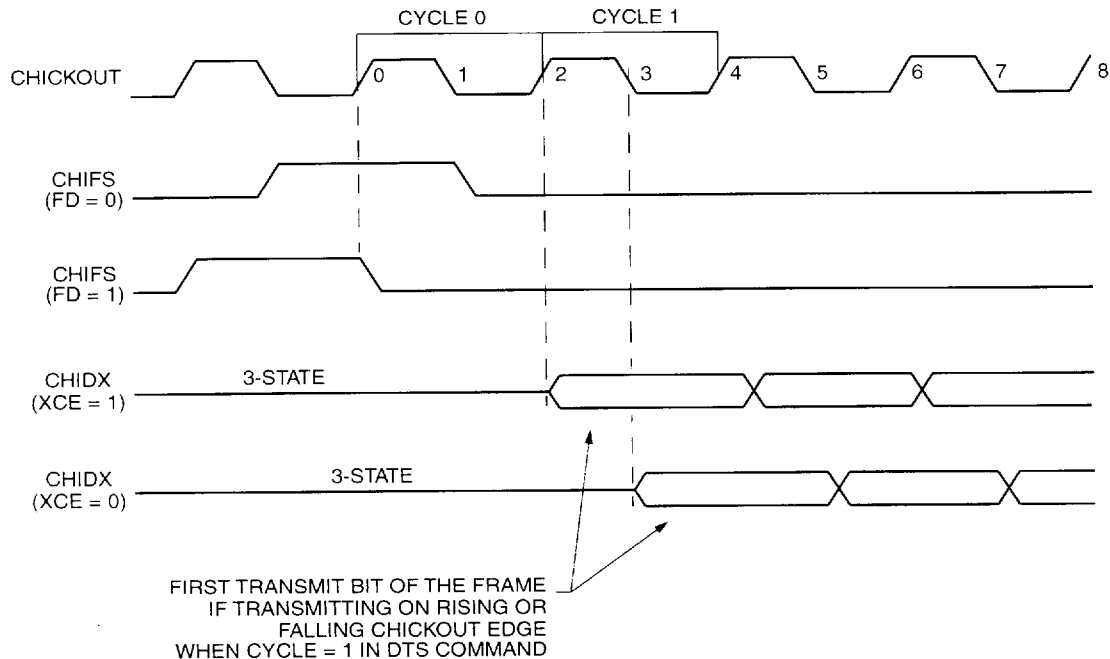 CYCLE 0
CYCLE 1
CHICKOUT
0
1
2
3
4
5
6
7
8
CHIFS
(FD = 0)
CHIFS
(FD = 1)
CHIDX
(XCE = 1)
3-STATE
CHIDX
(XCE = 0)
3-STATE
FIRST TRANSMIT BIT OF THE FRAME
IF TRANSMITTING ON RISING OR
FALLING CHICKOUT EDGE
WHEN CYCLE = 1 IN DTS COMMAND